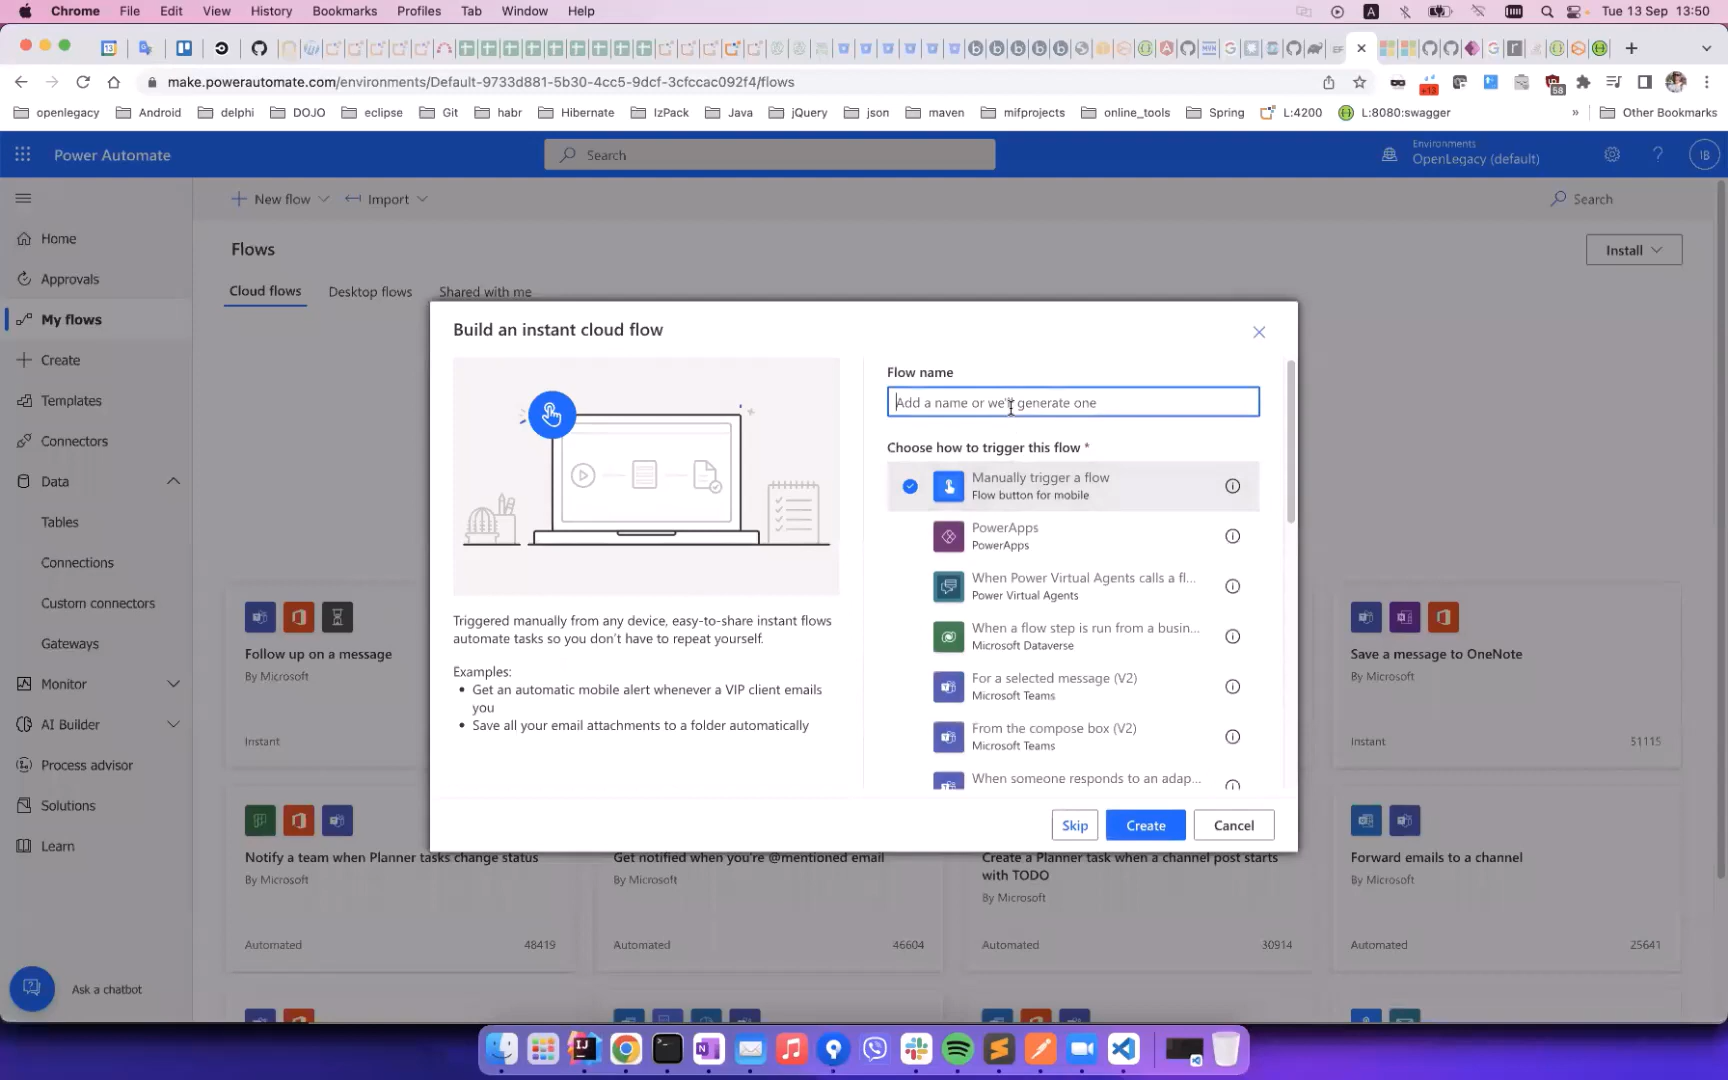 Chrome File Edit View History Bookmarks Profiles Tab Window Help
A
Tue 13 Sep 13:50
make.powerautomate.com/environments/Default-9733d881-5b30-4cc5-9dcf-3cfccac092f4/flows
+13
58
openlegacy Android delphi DOJO eclipse Git habr Hibernate IzPack Java jQuery json maven mifprojects online_tools Spring L:4200 L:8080:swagger » Other Bookmarks
Power Automate
Search
Environments
OpenLegacy (default)
?
IB
New flow
Import
Search
Home
Approvals
My flows
Create
Templates
Connectors
Data
Tables
Connections
Custom connectors
Gateways
Monitor
AI Builder
Process advisor
Solutions
Learn
Ask a chatbot
Flows
Install
Cloud flows
Desktop flows
Shared with me
Build an instant cloud flow
Triggered manually from any device, easy-to-share instant flows
automate tasks so you don't have to repeat yourself.
Examples:
• Get an automatic mobile alert whenever a VIP client emails
you
• Save all your email attachments to a folder automatically
Flow name
Add a name or we'll generate one
Choose how to trigger this flow *
Manually trigger a flow
Flow button for mobile
PowerApps
PowerApps
When Power Virtual Agents calls a fl...
Power Virtual Agents
When a flow step is run from a busin...
Microsoft Dataverse
For a selected message (V2)
Microsoft Teams
From the compose box (V2)
Microsoft Teams
When someone responds to an adap...
Skip
Create
Cancel
Follow up on a message
By Microsoft
Instant
Save a message to OneNote
By Microsoft
Instant
51115
Notify a team when Planner tasks change status
By Microsoft
Automated
48419
Get notified when you're @mentioned email
By Microsoft
Automated
46604
Create a Planner task when a channel post starts
with TODO
By Microsoft
Automated
30914
Forward emails to a channel
By Microsoft
Automated
25641